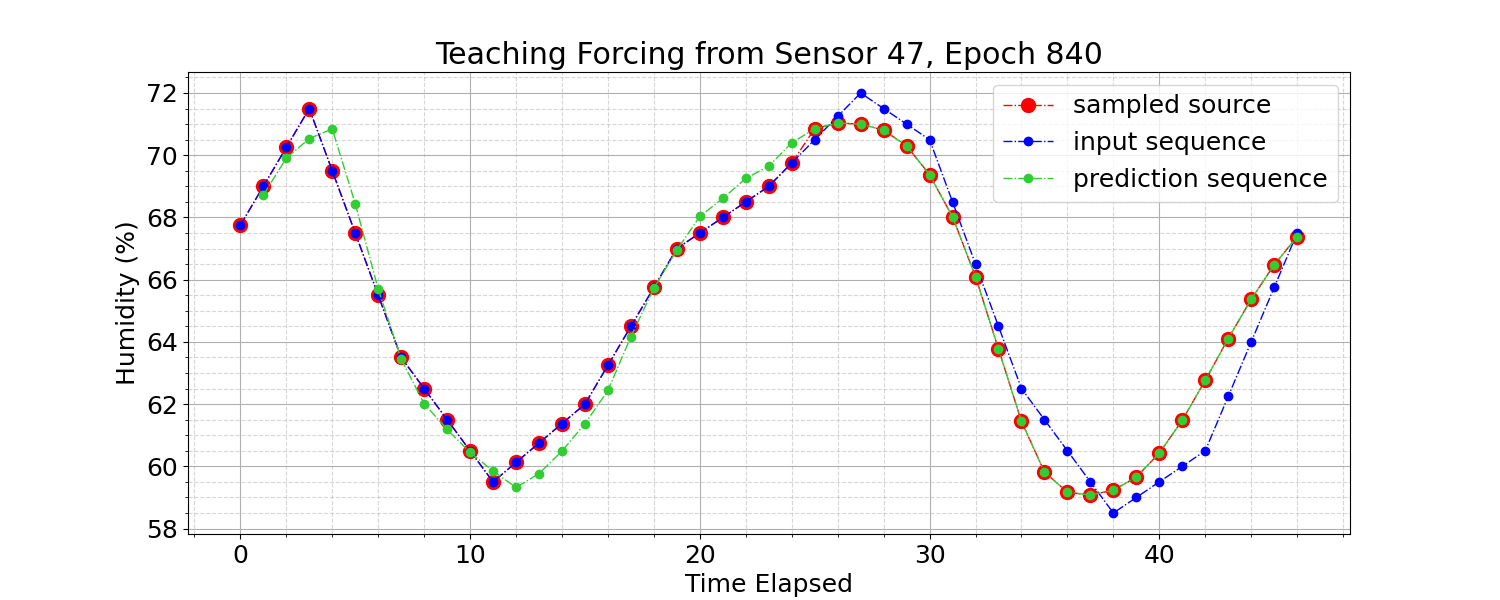 Teaching Forcing from Sensor 47, Epoch 840
72
70
68
66
64
62
60
58
Humidity (%)
sampled source
input sequence
prediction sequence
0 10 20 30 40
Time Elapsed